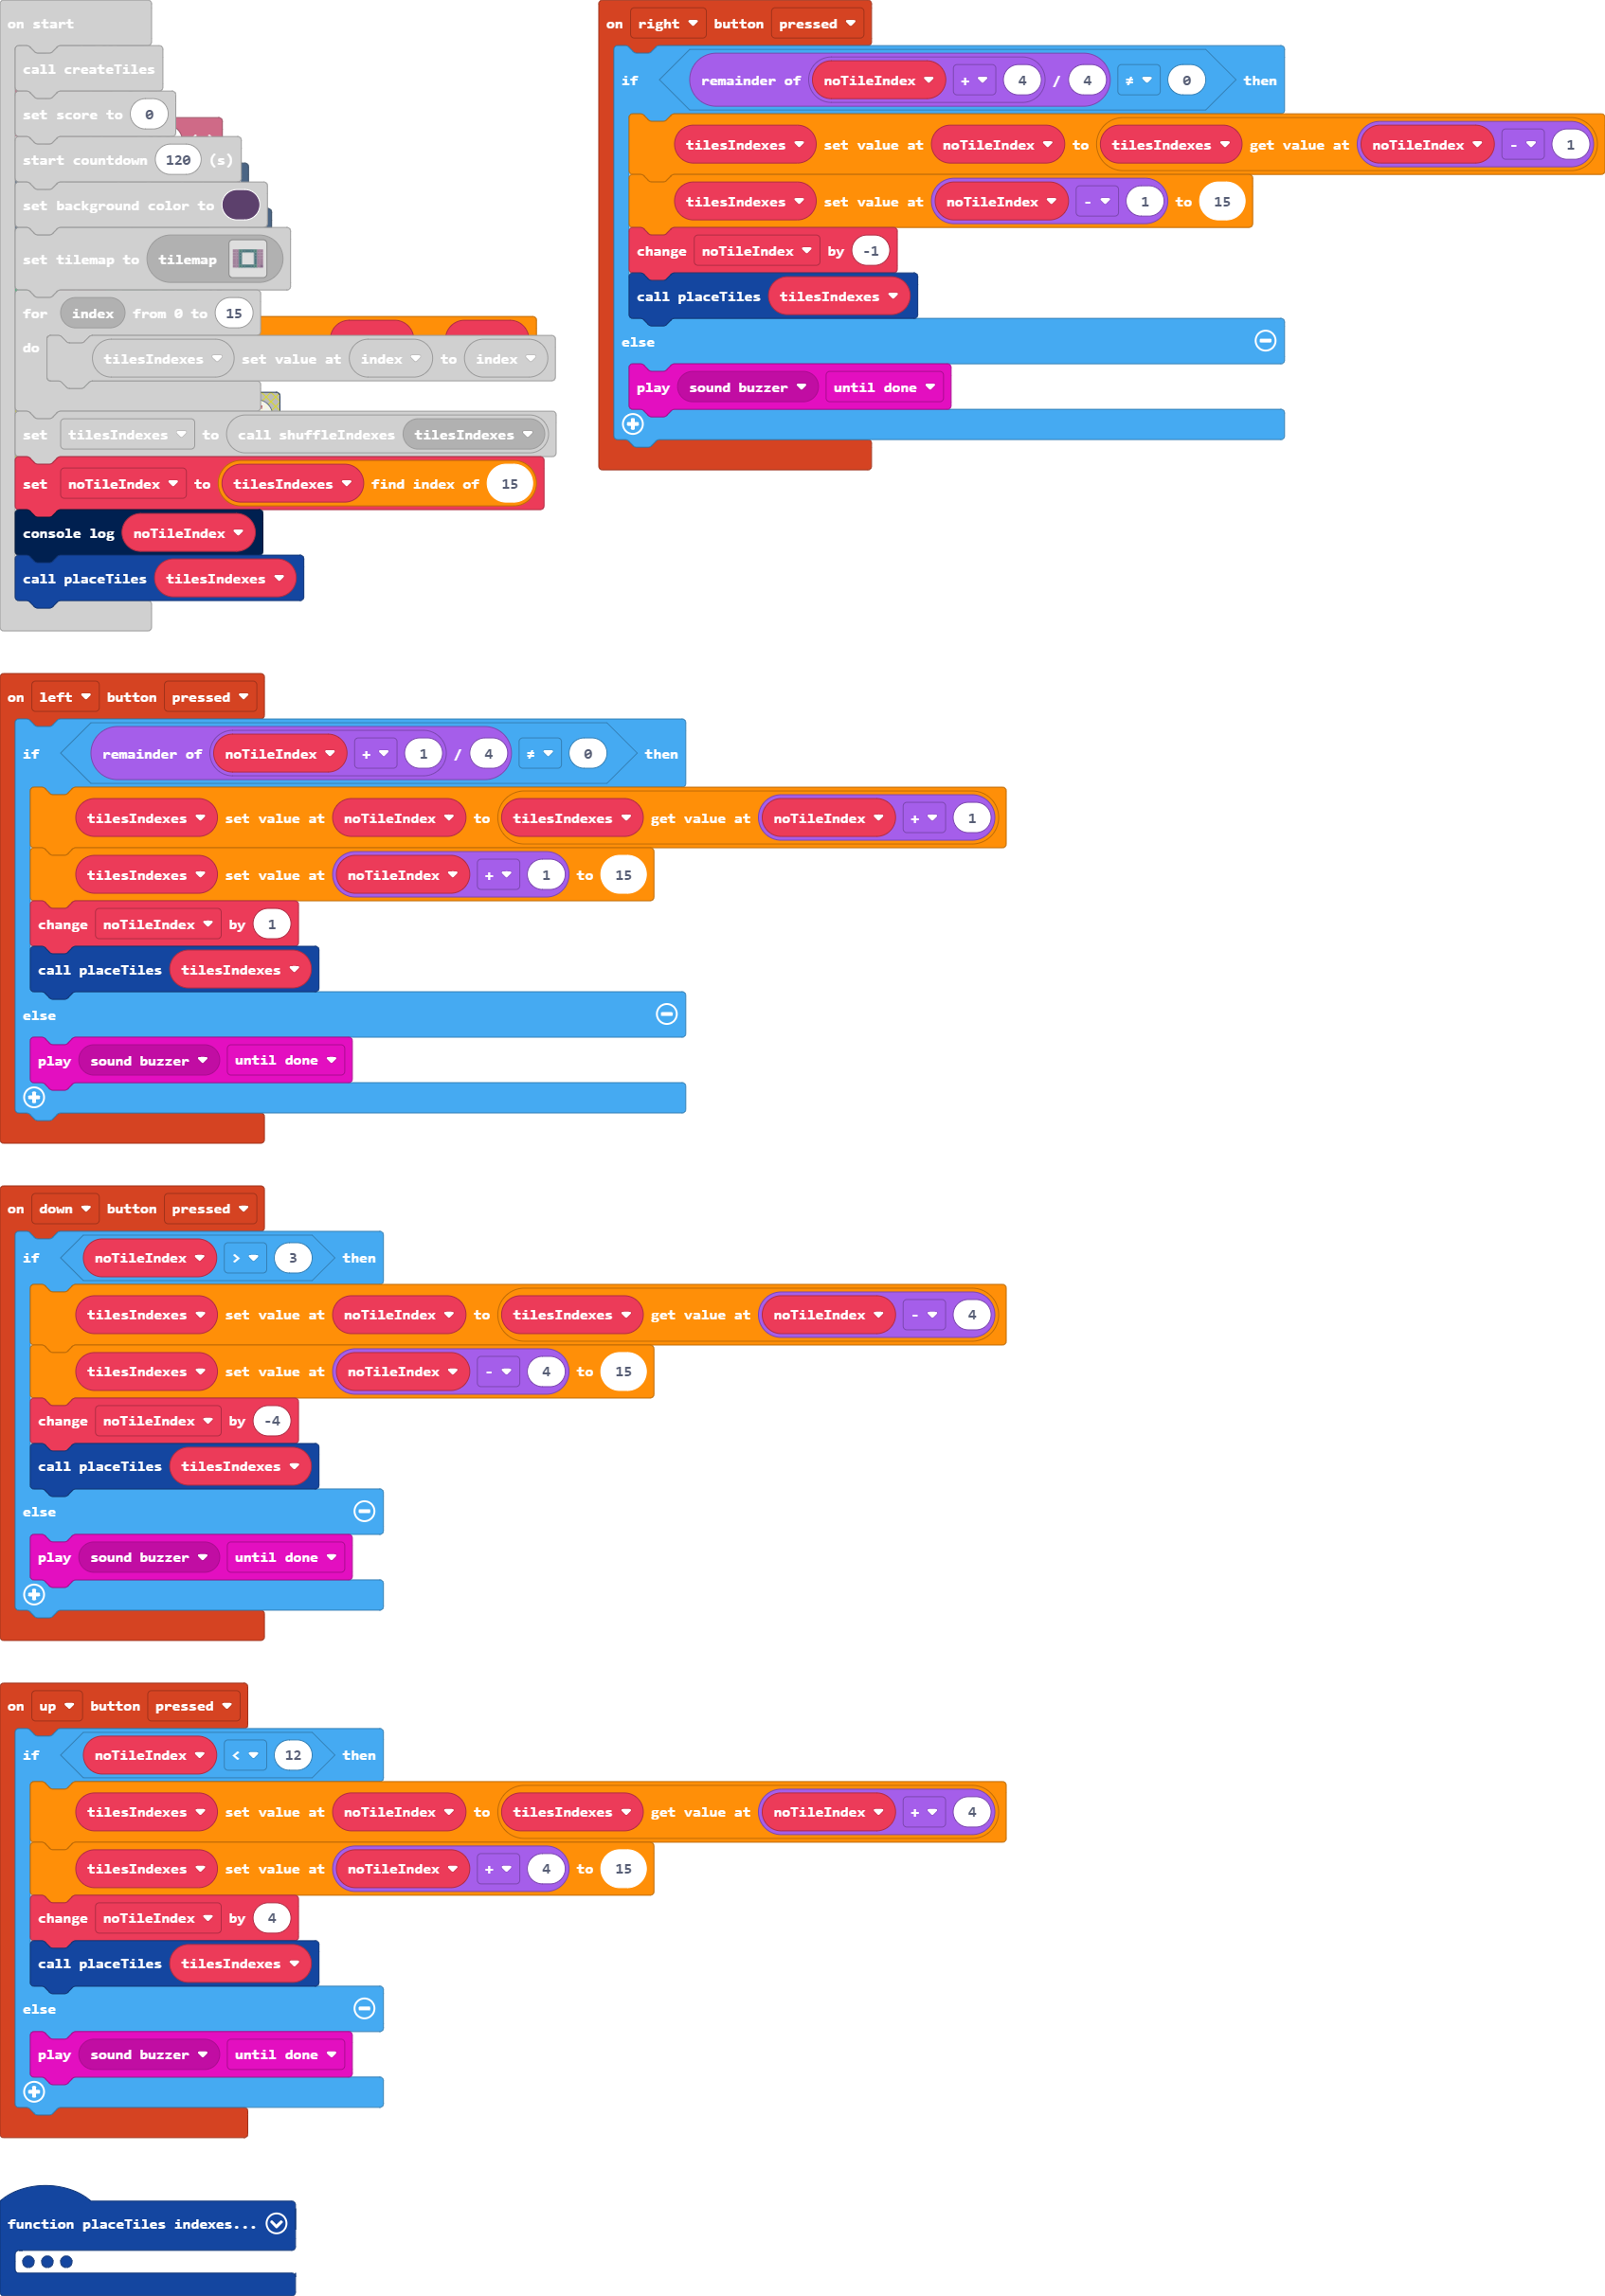 on start
call createTiles
set score to 0
start countdown 120 (s)
set background color to
set tilemap to tilemap
for index from 0 to 15
do tilesIndexes set value at index to index
set tilesIndexes to call shuffleIndexes tilesIndexes
set noTileIndex to tilesIndexes find index of 15
console log noTileIndex
call placeTiles tilesIndexes
on right button pressed
if remainder of noTileIndex + 4 / 4 ≠ 0 then
tilesIndexes set value at noTileIndex to tilesIndexes get value at noTileIndex - 1
tilesIndexes set value at noTileIndex - 1 to 15
change noTileIndex by -1
call placeTiles tilesIndexes
else
play sound buzzer until done
on left button pressed
if remainder of noTileIndex + 1 / 4 ≠ 0 then
tilesIndexes set value at noTileIndex to tilesIndexes get value at noTileIndex + 1
tilesIndexes set value at noTileIndex + 1 to 15
change noTileIndex by 1
call placeTiles tilesIndexes
else
play sound buzzer until done
on down button pressed
if noTileIndex > 3 then
tilesIndexes set value at noTileIndex to tilesIndexes get value at noTileIndex - 4
tilesIndexes set value at noTileIndex - 4 to 15
change noTileIndex by -4
call placeTiles tilesIndexes
else
play sound buzzer until done
on up button pressed
if noTileIndex < 12 then
tilesIndexes set value at noTileIndex to tilesIndexes get value at noTileIndex + 4
tilesIndexes set value at noTileIndex + 4 to 15
change noTileIndex by 4
call placeTiles tilesIndexes
else
play sound buzzer until done
function placeTiles indexes...